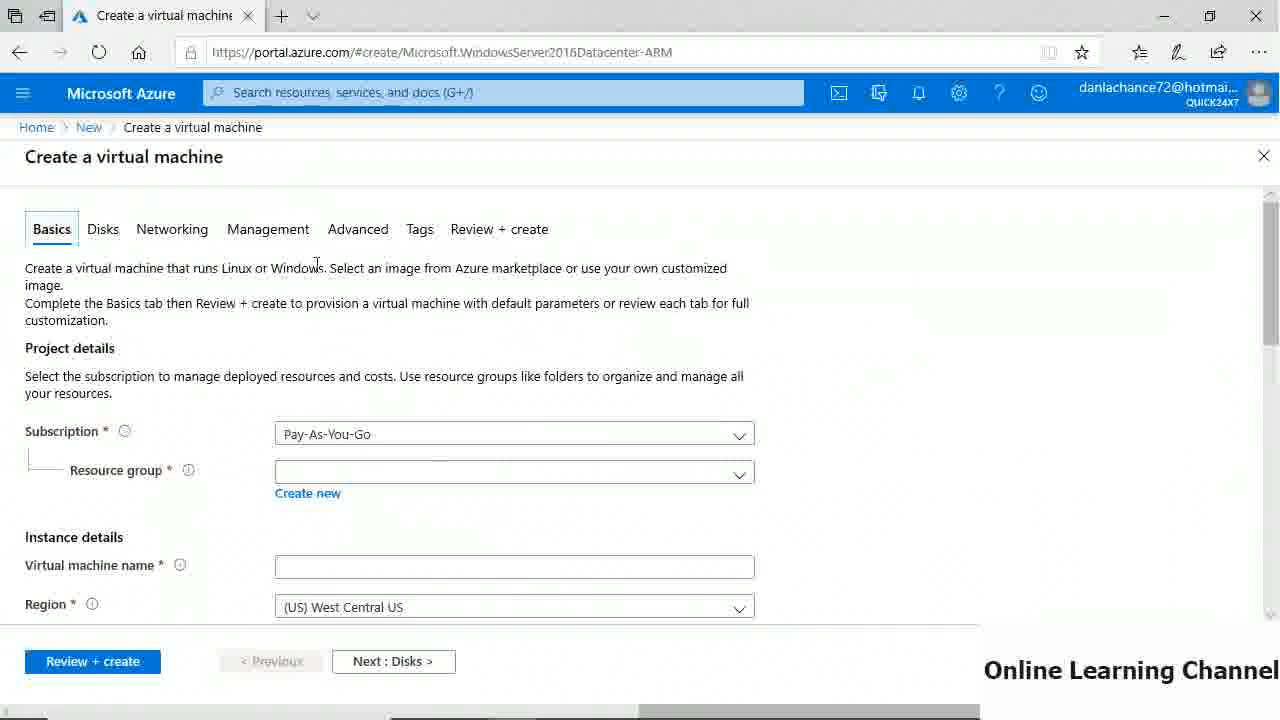 Create a virtual machine
https://portal.azure.com/#create/Microsoft.WindowsServer2016Datacenter-ARM
Microsoft Azure
Search resources, services, and docs (G+/)
danlachance72@hotmai...
QUICK24X7
Home > New > Create a virtual machine
Create a virtual machine
Basics Disks Networking Management Advanced Tags Review + create
Create a virtual machine that runs Linux or Windows. Select an image from Azure marketplace or use your own customized
image.
Complete the Basics tab then Review + create to provision a virtual machine with default parameters or review each tab for full
customization.
Project details
Select the subscription to manage deployed resources and costs. Use resource groups like folders to organize and manage all
your resources.
Subscription *
Pay-As-You-Go
Resource group *
Create new
Instance details
Virtual machine name *
Region *
(US) West Central US
Review + create
< Previous
Next : Disks >
Online Learning Channel